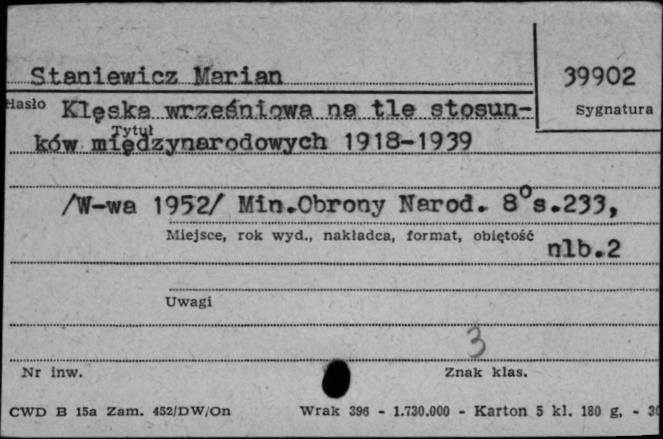 Staniewicz Marian
39902
Hasło
Sygnatura
Klęska wrześniowa na tle stosun-
Tytuł
ków międzynarodowych 1918-1939
/W-wa 1952/ Min.Obrony Narod. 8°s.233,
Miejsce, rok wyd., nakładca, format, objętość
nlb.2
Uwagi
3
Nr inw.
Znak klas.
CWD B 15a Zam. 452/DW/On
Wrak 396 - 1.730.000 - Karton 5 kl. 180 g. -